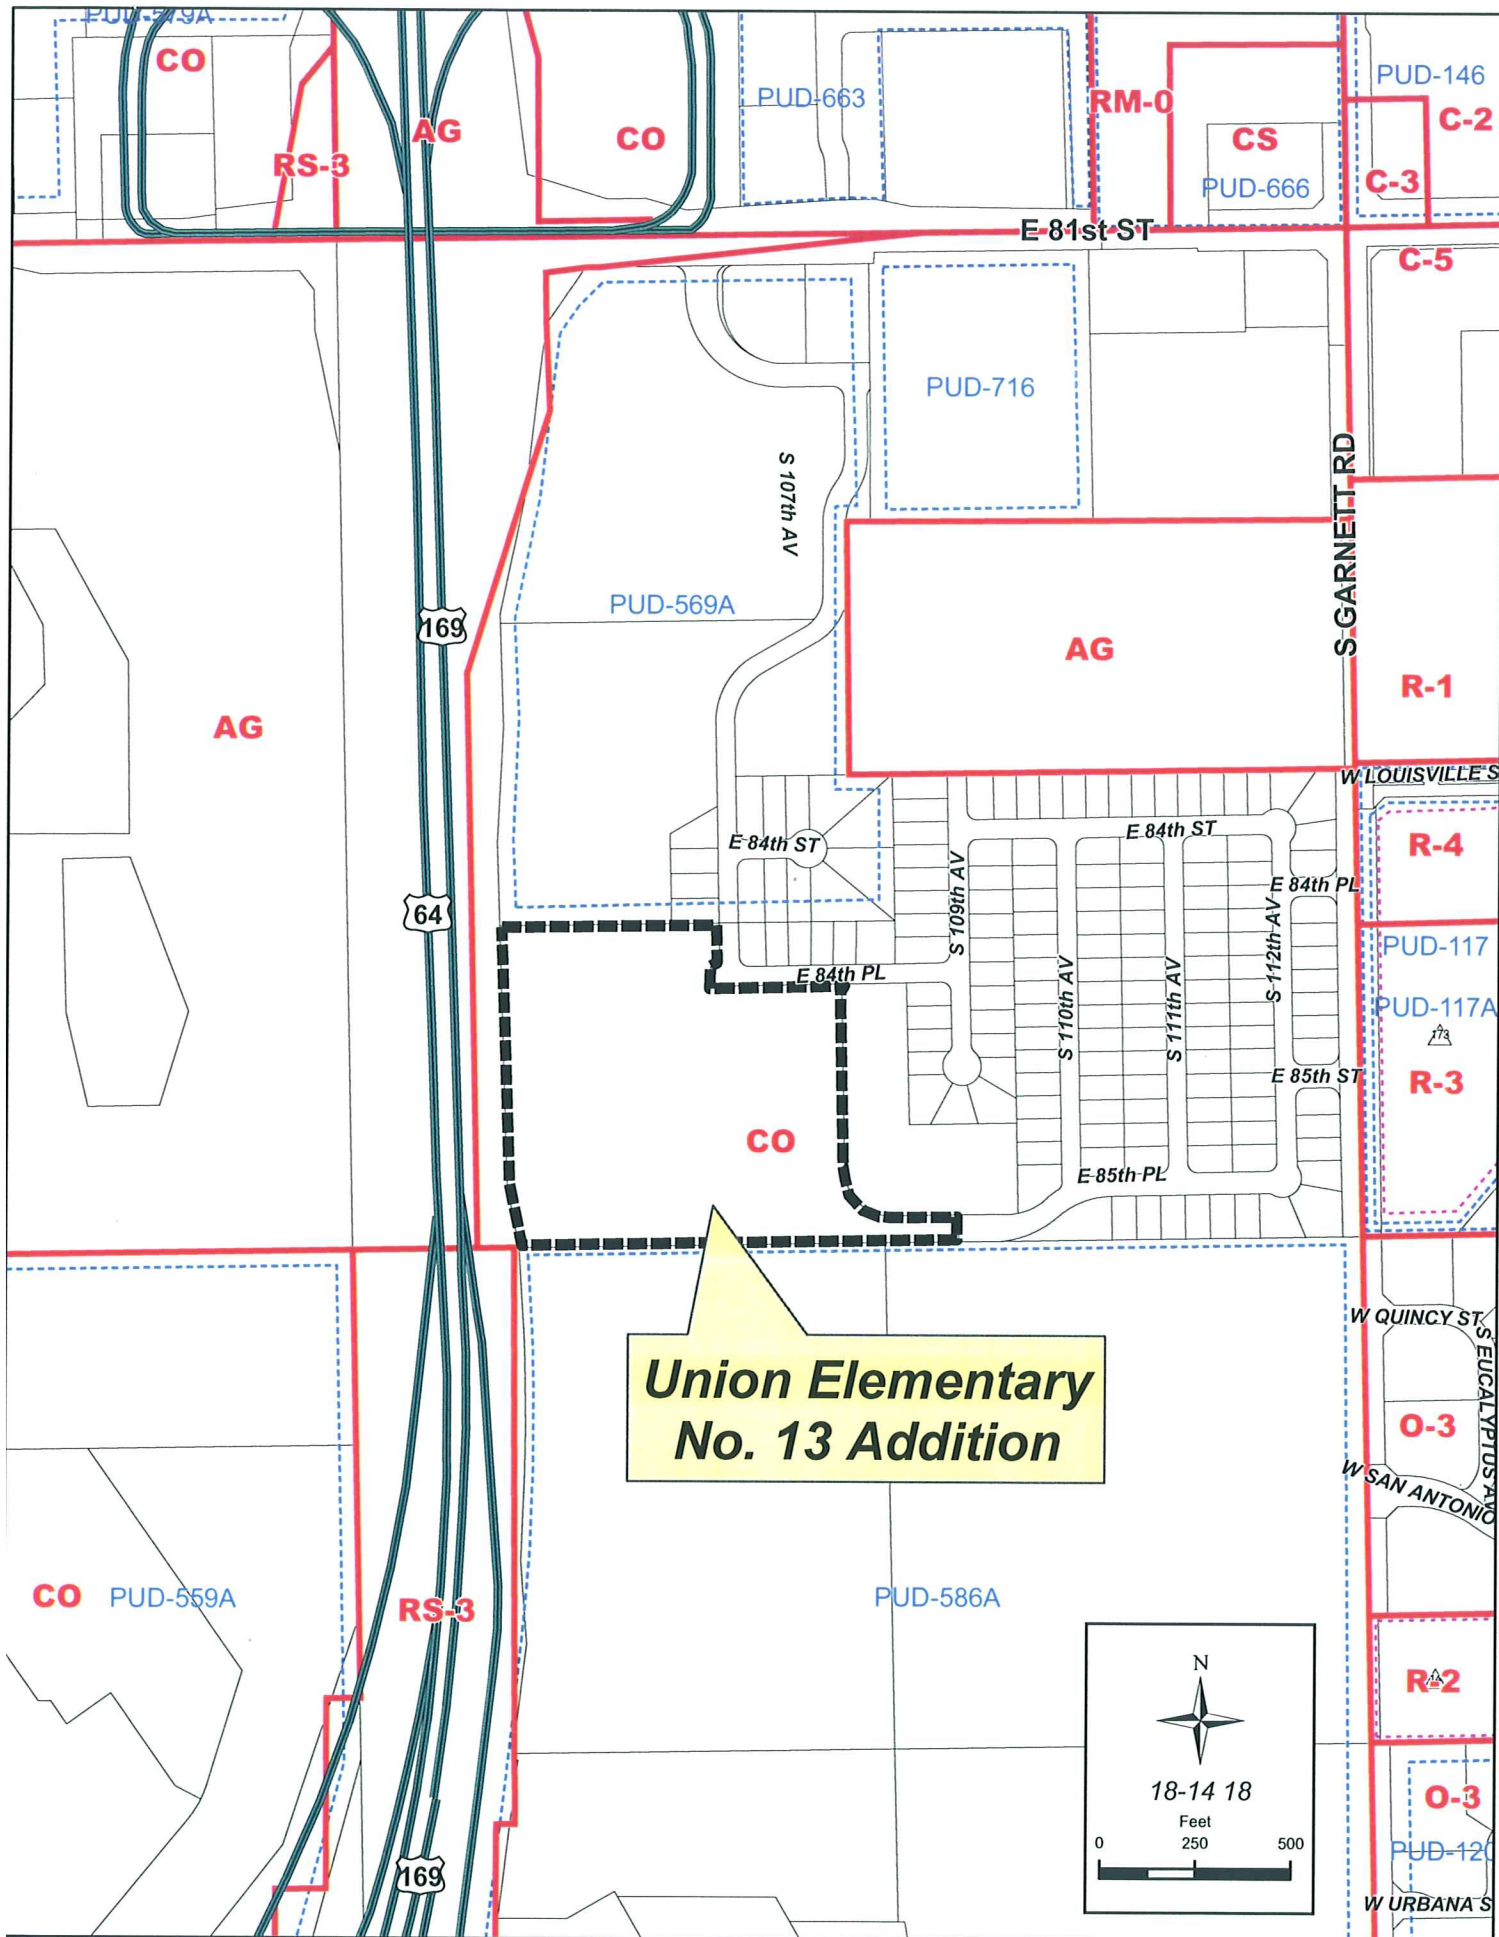 PUD-579A
CO
RS-3
AG
CO
PUD-663
RM-0
CS
PUD-666
PUD-146
C-2
C-3
E 81st ST
C-5
PUD-716
S 107th AV
S GARNETT RD
PUD-569A
169
AG
R-1
AG
W LOUISVILLE S
E 84th ST
E 84th ST
R-4
S 109th AV
E 84th PL
64
S 112th AV
PUD-117
E 84th PL
S 110th AV
S 111th AV
PUD-117A
173
E 85th ST
R-3
CO
E 85th PL
W QUINCY ST
S EUCALYPTUS AV
Union Elementary
No. 13 Addition
O-3
W SAN ANTONIO
CO
PUD-559A
RS-3
PUD-586A
N
R-2
18-14 18
Feet
0 250 500
O-3
PUD-120
169
W URBANA S